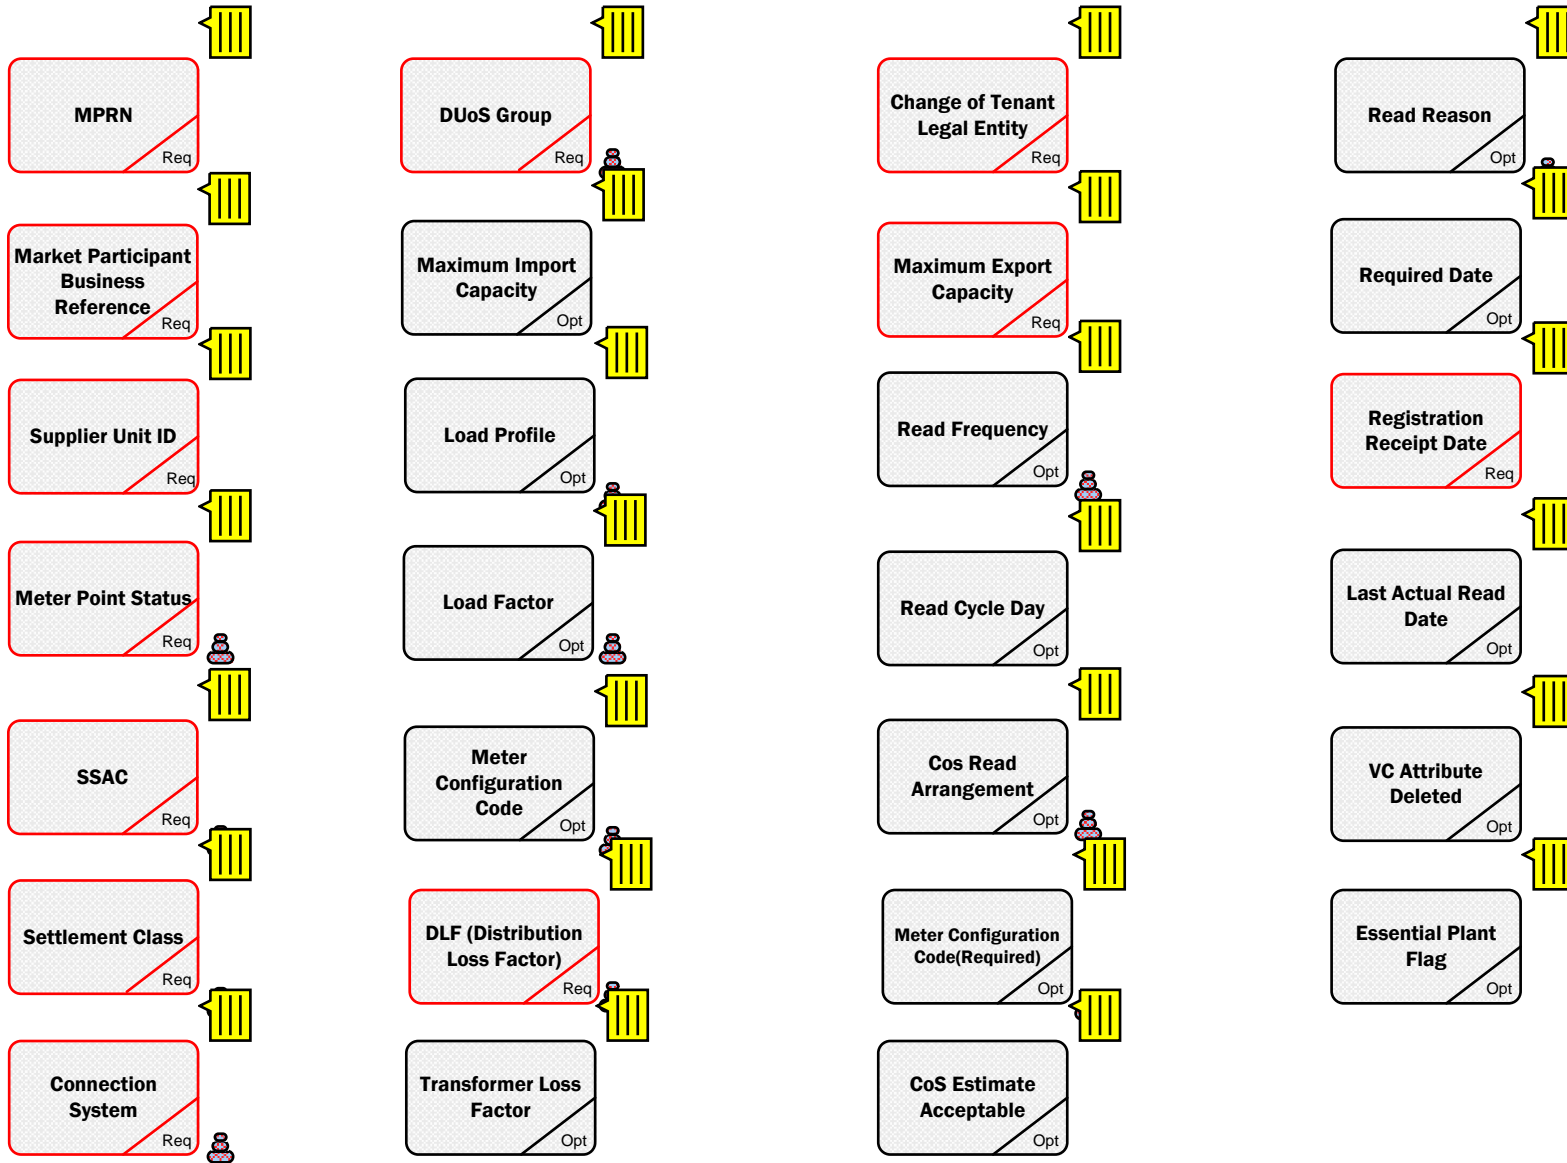 MPRN
Req
DUoS Group
Req
Change of Tenant
Legal Entity
Req
Read Reason
Opt
Market Participant
Business
Reference
Req
Maximum Import
Capacity
Opt
Maximum Export
Capacity
Req
Required Date
Opt
Supplier Unit ID
Req
Load Profile
Opt
Read Frequency
Opt
Registration
Receipt Date
Req
Meter Point Status
Req
Load Factor
Opt
Read Cycle Day
Opt
Last Actual Read
Date
Opt
SSAC
Req
Meter
Configuration
Code
Opt
Cos Read
Arrangement
Opt
VC Attribute
Deleted
Opt
Settlement Class
Req
DLF (Distribution
Loss Factor)
Req
Meter Configuration
Code(Required)
Opt
Essential Plant
Flag
Opt
Connection
System
Req
Transformer Loss
Factor
Opt
CoS Estimate
Acceptable
Opt